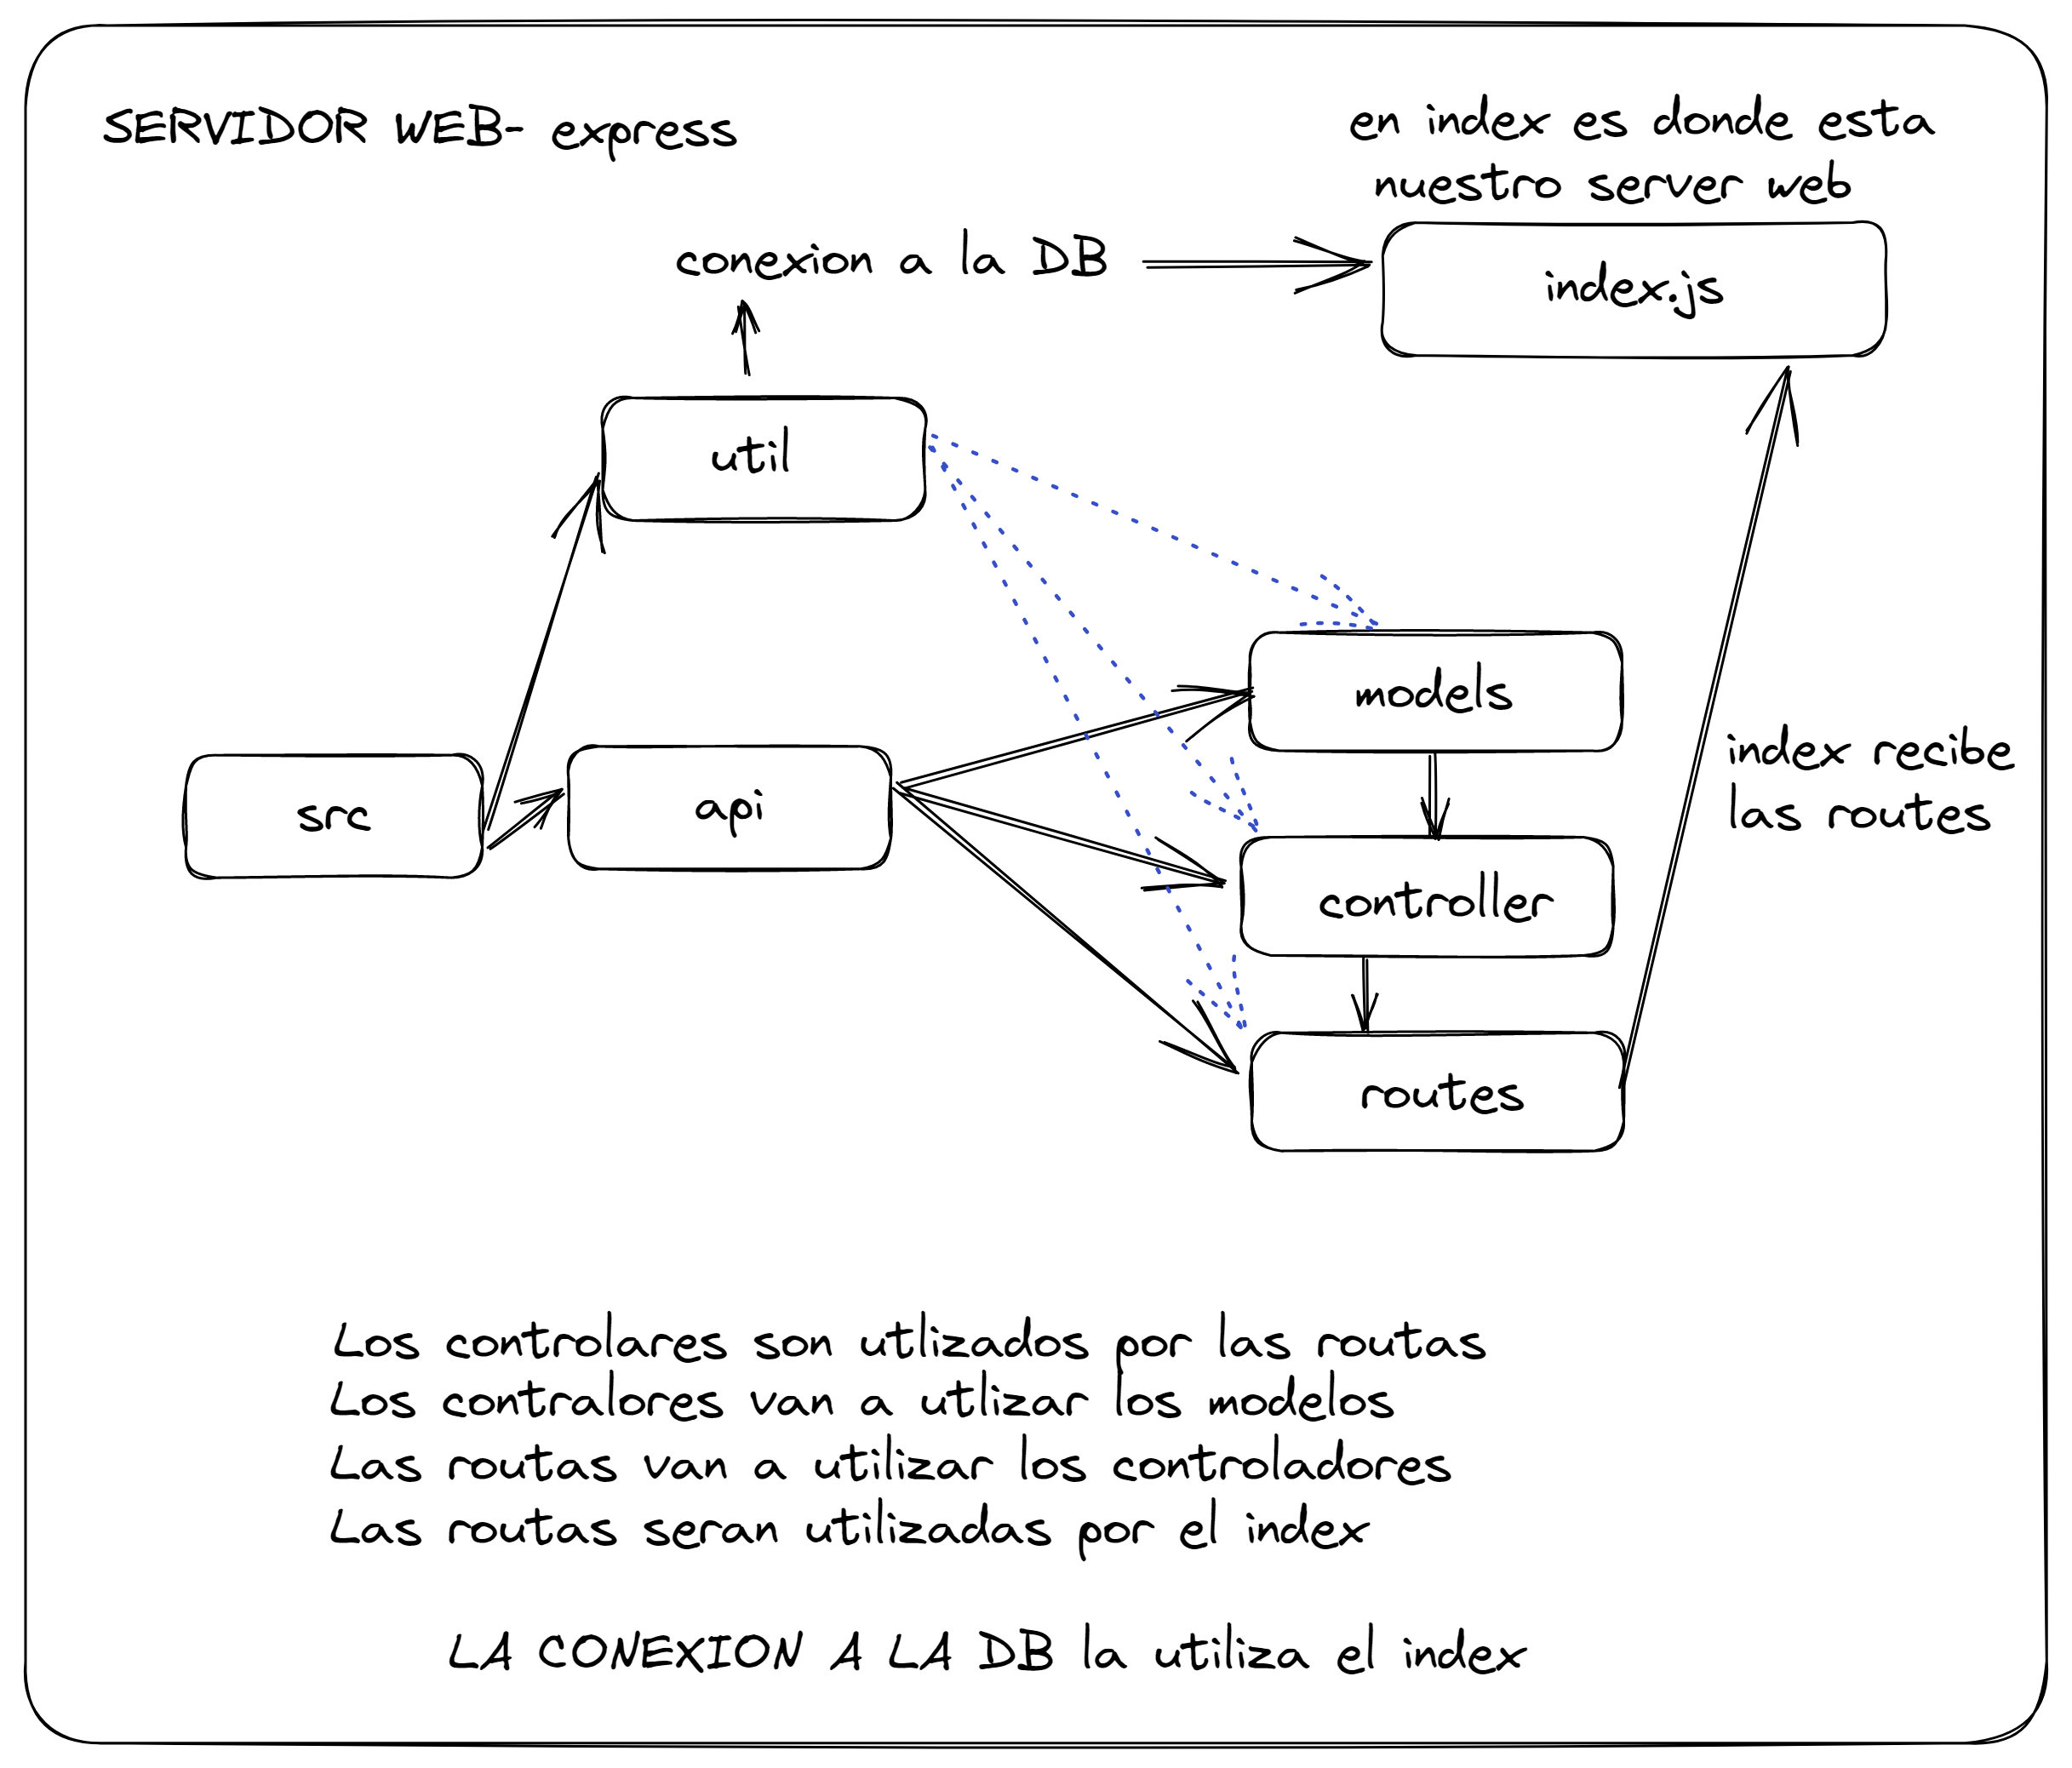 SERVIDOR WEB- express
en index es donde esta
nuestro server web
conexion a la DB
index.js
util
models
src
api
index recibe
las routes
controller
routes
Los controlares son utlizados por las routas
Los contralores van a utlizar los modelos
Las routas van a utilizar los controladores
Las routas seran utilizadas por el index
LA CONEXION A LA DB la utiliza el index